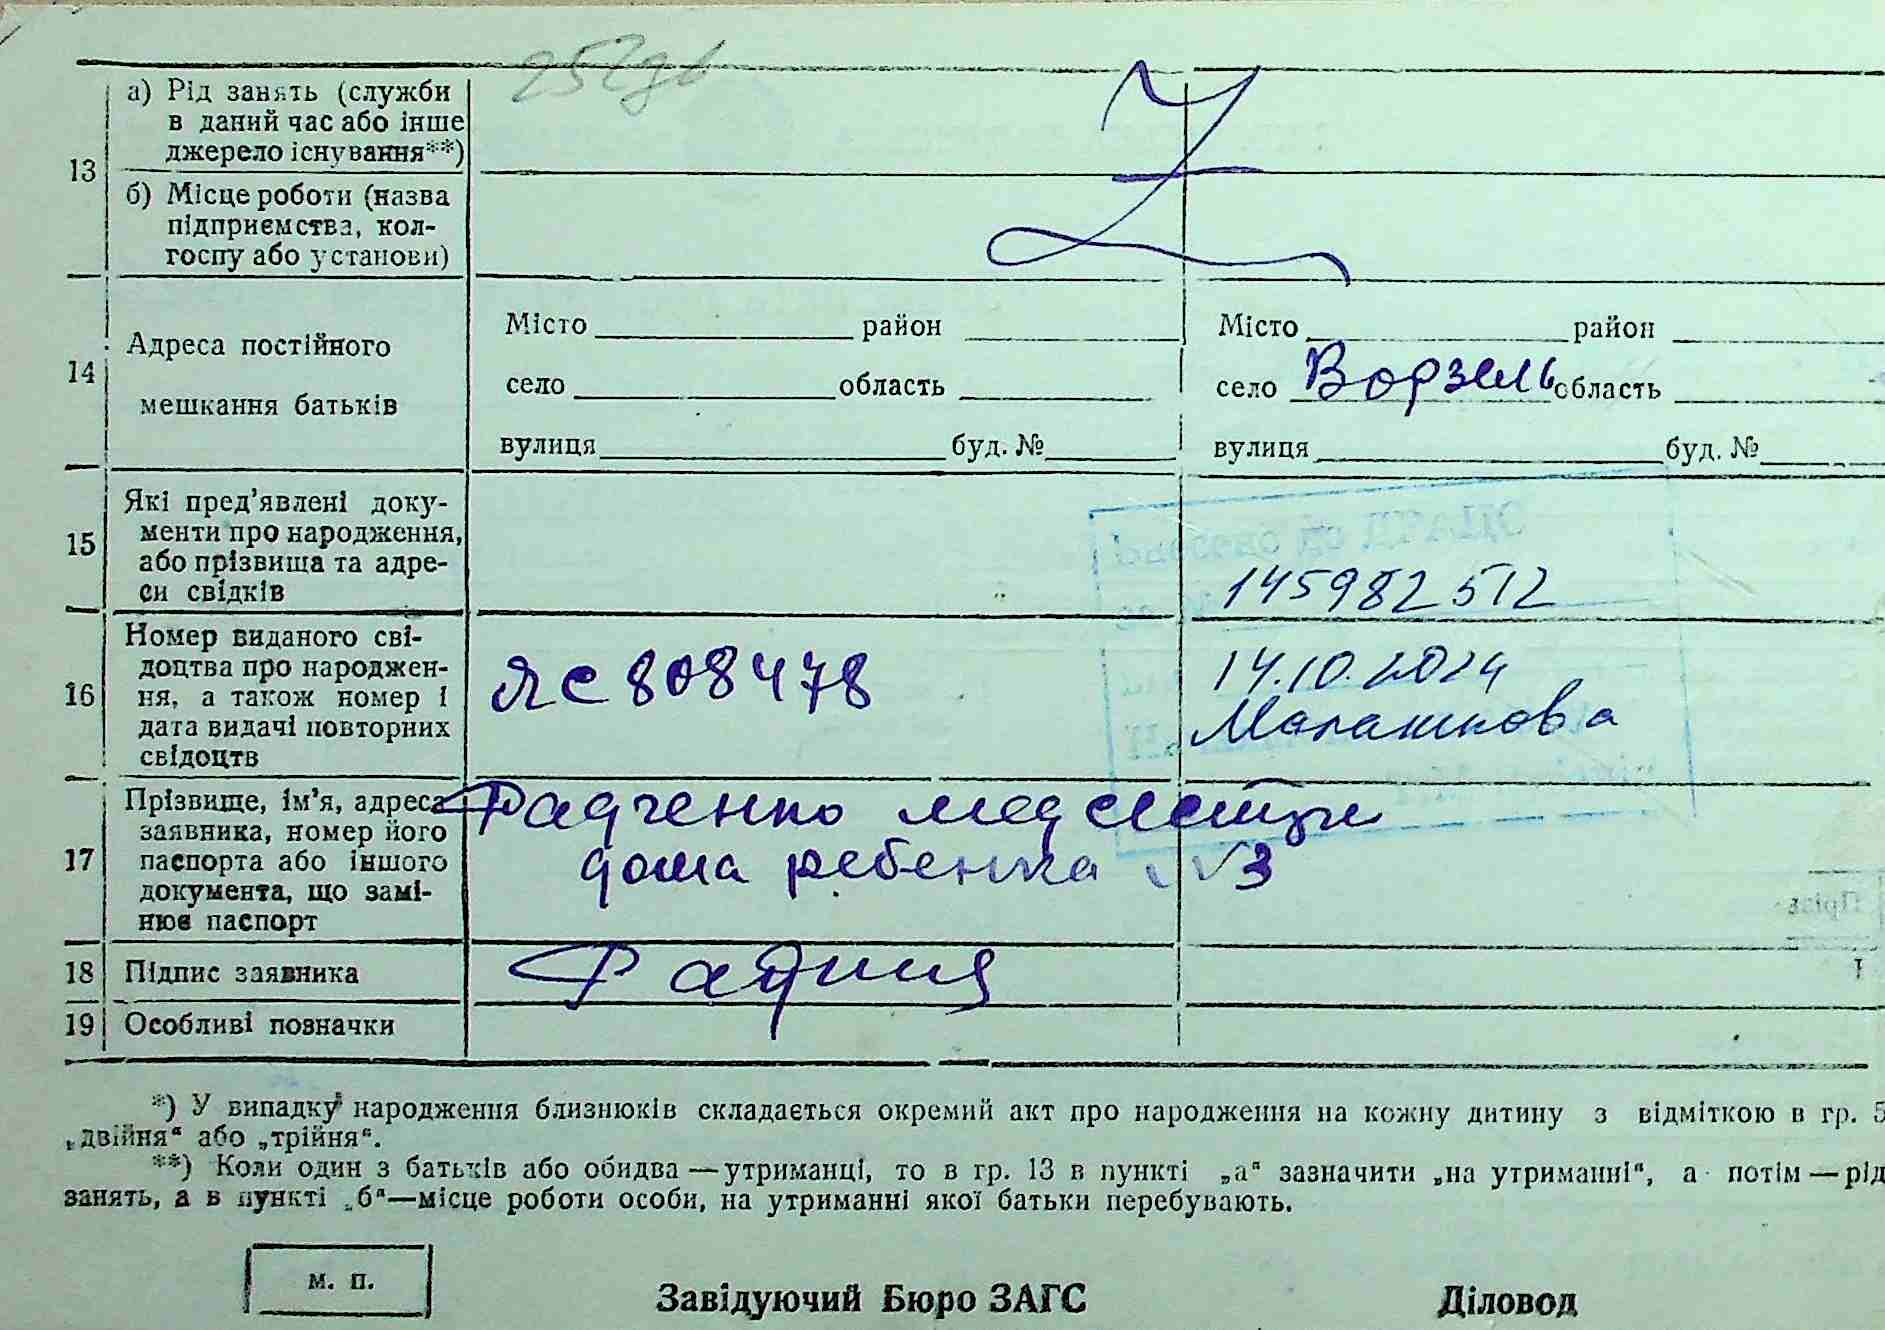 а) Рід занять (служби
в даний час або інше
джерело існування**)
13
б) Місце роботи (назва
підприємства, кол-
госпу або установи)
Місто район Місто район
14 Адреса постійного
мешкання батьків
село область село Ворзель область
вулиця буд. № вулиця буд. №
Які пред'явлені доку-
менти про народження,
15
або прізвища та адре-
си свідків
145982512
Внесено до ДРАЦС
Номер виданого сві-
доцтва про народжен-
16 ня, а також номер і
дата видачі повторних
свідоцтв
ЯС 808478
14.10.2024
Прізвище, ім'я, адреса
заявника, номер його
17 паспорта або іншого
документа, що замі-
нює паспорт
Радченко медсестра
дома ребенка №3
18 Підпис заявника
19 Особливі позначки
*) У випадку народження близнюків складається окремий акт про народження на кожну дитину з відміткою в гр. 5
„двійня“ або „трійня“.
**) Коли один з батьків або обидва — утриманці, то в гр. 13 в пункті „а“ зазначити „на утриманні“, а потім — рід
занять, а в пункті „б“ — місце роботи особи, на утриманні якої батьки перебувають.
м. п.
Завідуючий Бюро ЗАГС Діловод